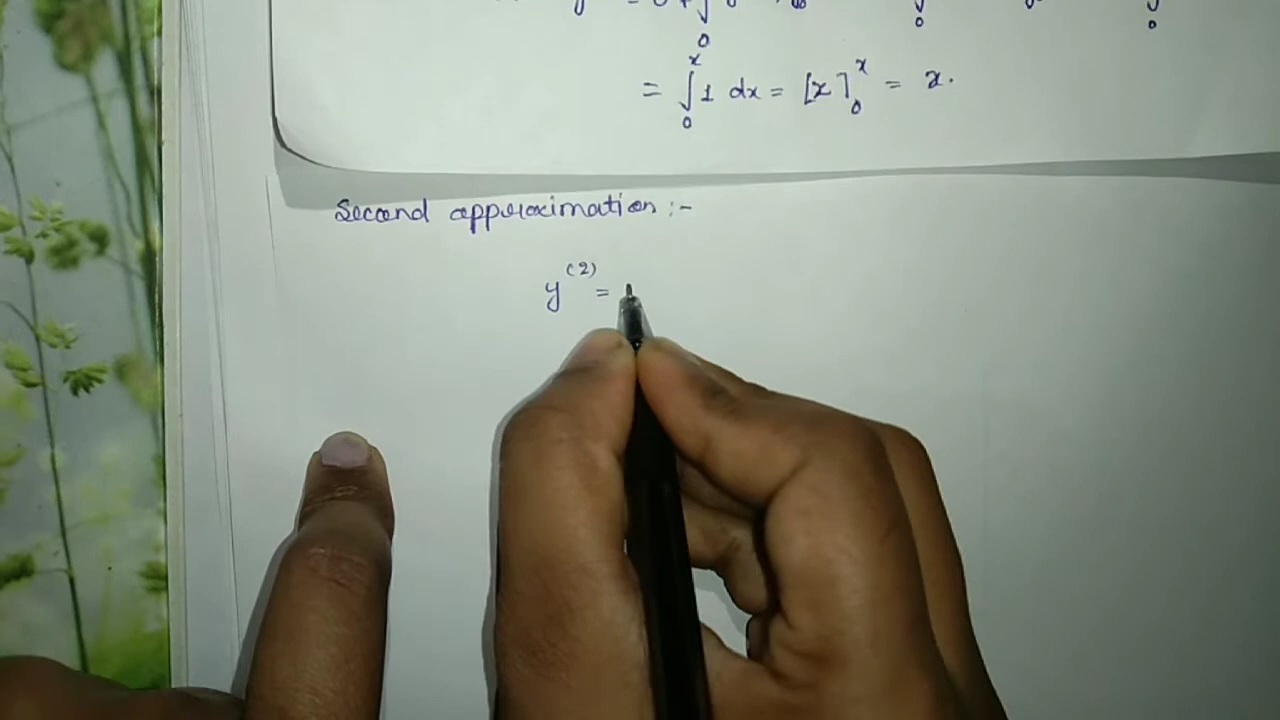 = ∫₀ˣ 1 dx = [x]₀ˣ = x.
Second approximation :-
y⁽²⁾ =